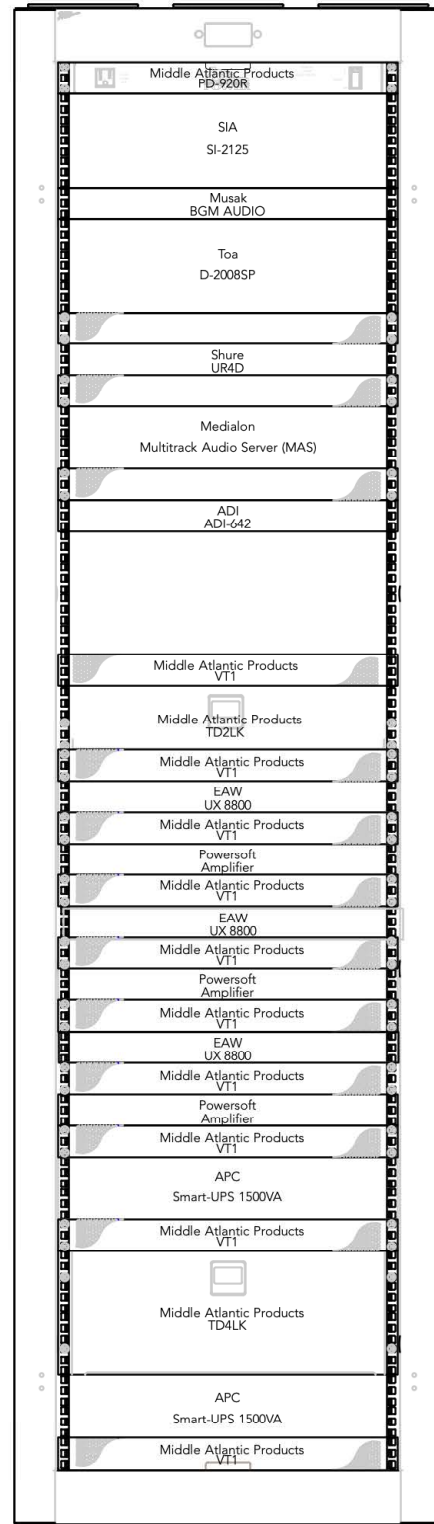 Middle Atlantic Products
PD-920R
SIA
SI-2125
Musak
BGM AUDIO
Toa
D-2008SP
Shure
UR4D
Medialon
Multitrack Audio Server (MAS)
ADI
ADI-642
Middle Atlantic Products
VT1
Middle Atlantic Products
TD2LK
Middle Atlantic Products
VT1
EAW
UX 8800
Middle Atlantic Products
VT1
Powersoft
Amplifier
Middle Atlantic Products
VT1
EAW
UX 8800
Middle Atlantic Products
VT1
Powersoft
Amplifier
Middle Atlantic Products
VT1
EAW
UX 8800
Middle Atlantic Products
VT1
Powersoft
Amplifier
Middle Atlantic Products
VT1
APC
Smart-UPS 1500VA
Middle Atlantic Products
VT1
Middle Atlantic Products
TD4LK
APC
Smart-UPS 1500VA
Middle Atlantic Products
VT1